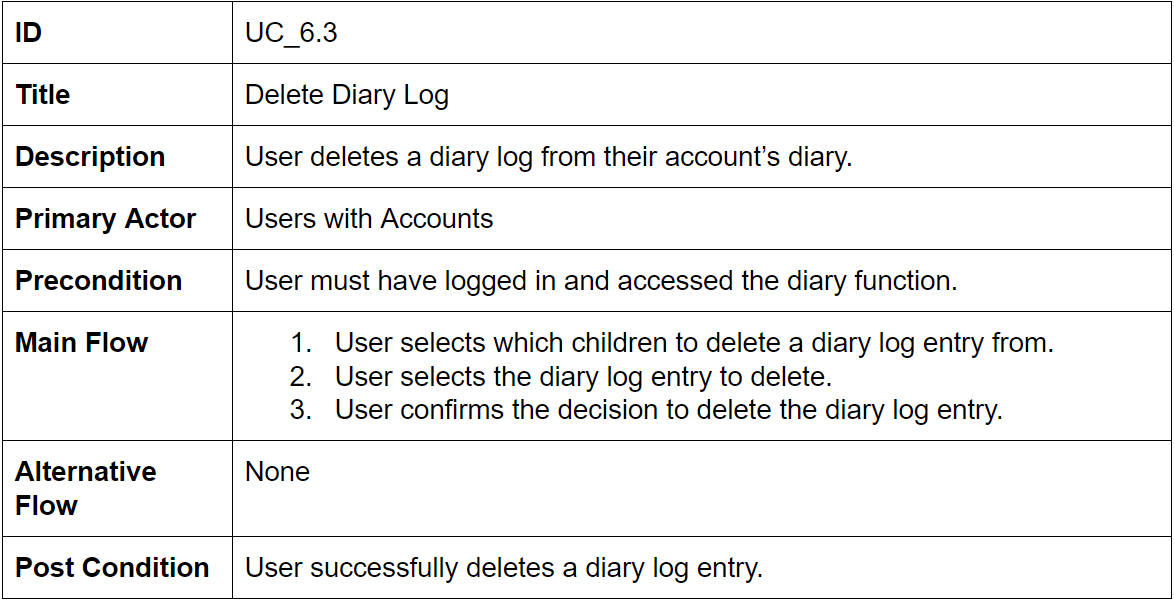 ID UC_6.3
Title Delete Diary Log
Description User deletes a diary log from their account’s diary.
Primary Actor Users with Accounts
Precondition User must have logged in and accessed the diary function.
Main Flow 1. User selects which children to delete a diary log entry from.
2. User selects the diary log entry to delete.
3. User confirms the decision to delete the diary log entry.
Alternative None
Flow
Post Condition User successfully deletes a diary log entry.